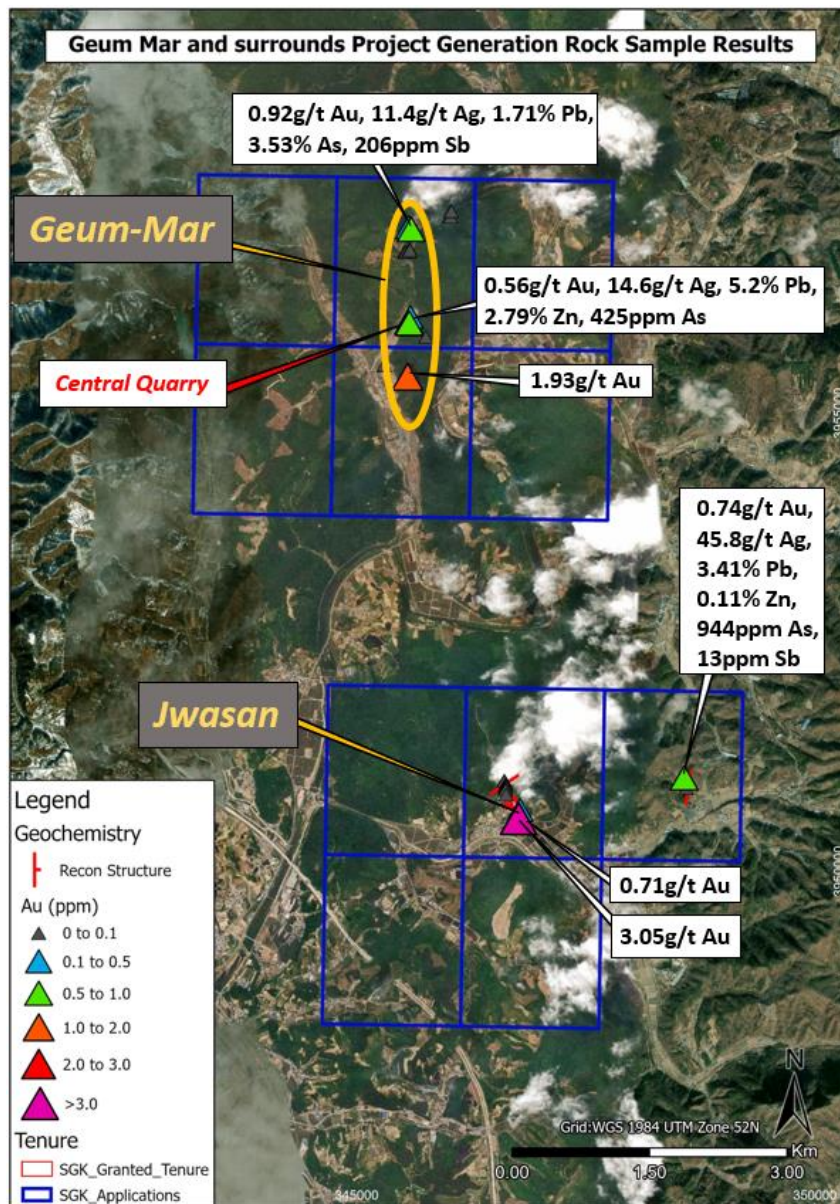 Geum Mar and surrounds Project Generation Rock Sample Results
0.92g/t Au, 11.4g/t Ag, 1.71% Pb,
3.53% As, 206ppm Sb
Geum-Mar
0.56g/t Au, 14.6g/t Ag, 5.2% Pb,
2.79% Zn, 425ppm As
Central Quarry
1.93g/t Au
3955000
0.74g/t Au,
45.8g/t Ag,
3.41% Pb,
0.11% Zn,
944ppm As,
13ppm Sb
Jwasan
0.71g/t Au
3950000
3.05g/t Au
Legend
Geochemistry
Recon Structure
Au (ppm)
0 to 0.1
0.1 to 0.5
0.5 to 1.0
1.0 to 2.0
2.0 to 3.0
>3.0
Tenure
SGK_Granted_Tenure
SGK_Applications
N
Grid:WGS 1984 UTM Zone 52N
Km
0.00 1.50 3.00
345000 350000